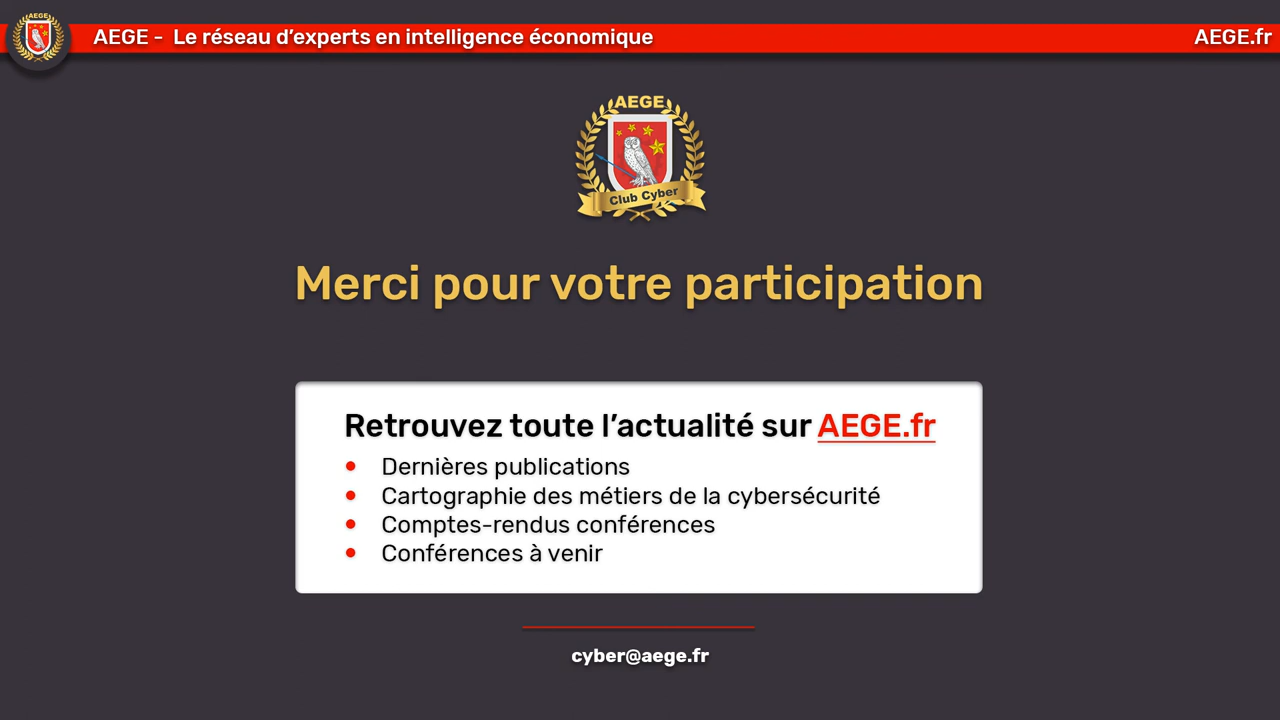 AEGE
AEGE - Le réseau d’experts en intelligence économique
AEGE.fr
AEGE
Club Cyber
Merci pour votre participation
Retrouvez toute l’actualité sur AEGE.fr
• Dernières publications
• Cartographie des métiers de la cybersécurité
• Comptes-rendus conférences
• Conférences à venir
cyber@aege.fr